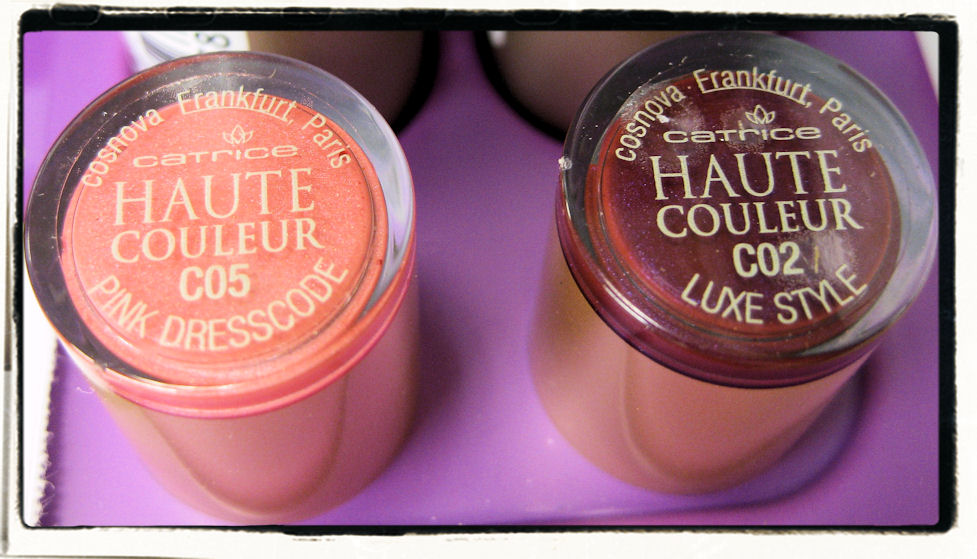 cosnova Frankfurt, Paris
CATRICE
HAUTE
COULEUR
C05
PINK DRESSCODE
cosnova Frankfurt, Paris
CATRICE
HAUTE
COULEUR
C02
LUXE STYLE